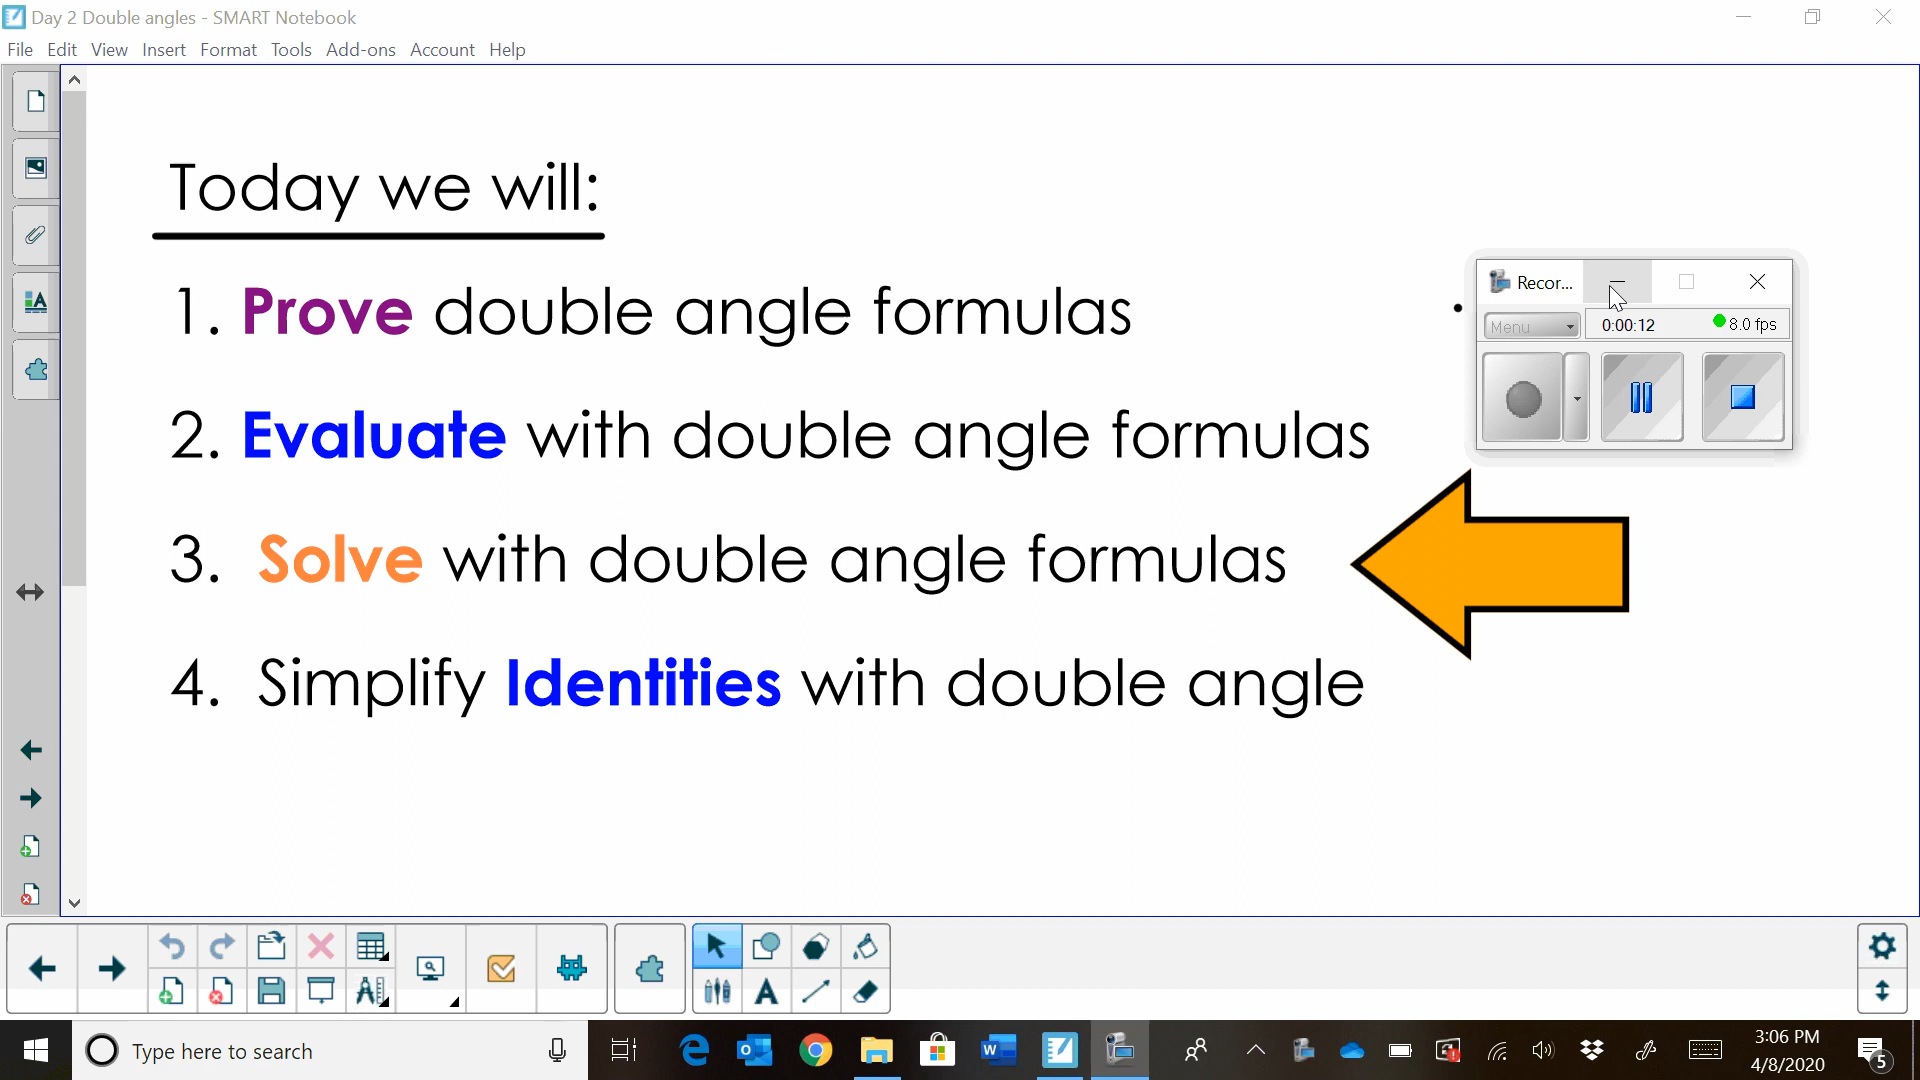 Day 2 Double angles - SMART Notebook
File Edit View Insert Format Tools Add-ons Account Help
Today we will:
1. Prove double angle formulas
2. Evaluate with double angle formulas
3. Solve with double angle formulas
4. Simplify Identities with double angle
Recor...
Menu 0:00:12 8.0 fps
Type here to search
3:06 PM
4/8/2020
5